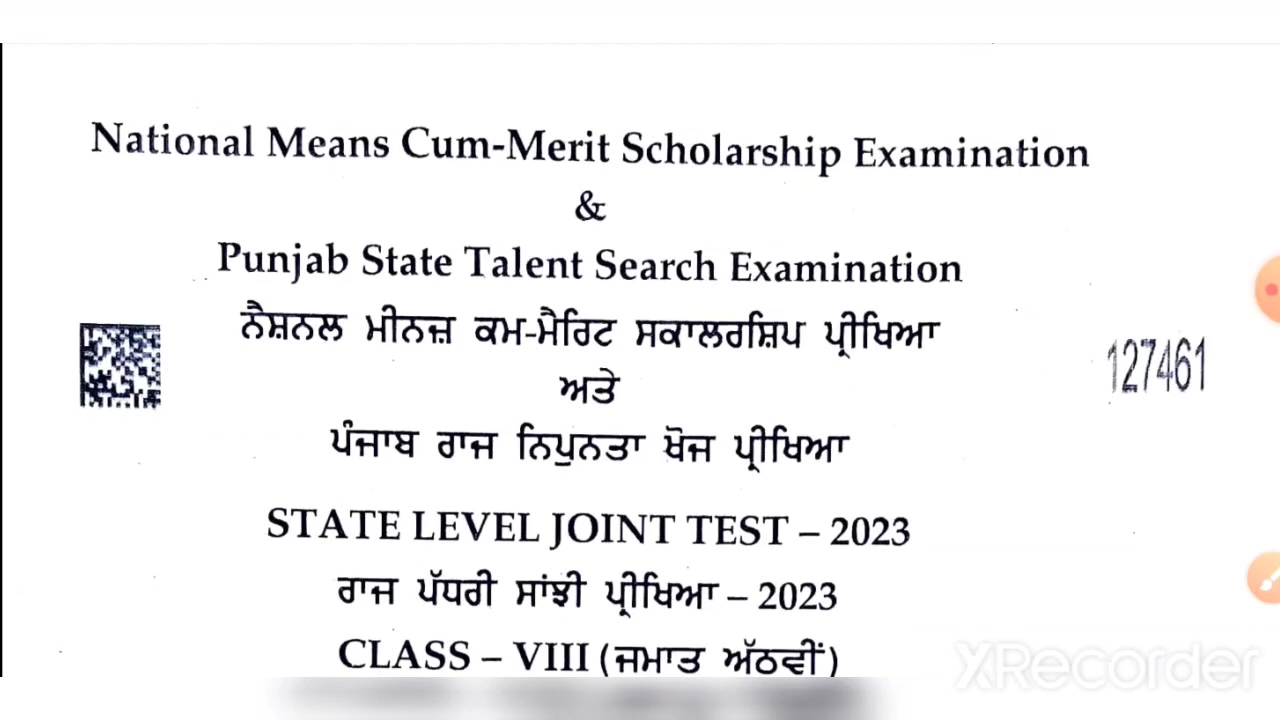 National Means Cum-Merit Scholarship Examination
&
Punjab State Talent Search Examination
ਨੈਸ਼ਨਲ ਮੀਨਜ਼ ਕਮ-ਮੈਰਿਟ ਸਕਾਲਰਸ਼ਿਪ ਪ੍ਰੀਖਿਆ
ਅਤੇ
127461
ਪੰਜਾਬ ਰਾਜ ਨਿਪੁਨਤਾ ਖੋਜ ਪ੍ਰੀਖਿਆ
STATE LEVEL JOINT TEST – 2023
ਰਾਜ ਪੱਧਰੀ ਸਾਂਝੀ ਪ੍ਰੀਖਿਆ – 2023
CLASS – VIII (ਜਮਾਤ ਅੱਠਵੀਂ)
XRecorder